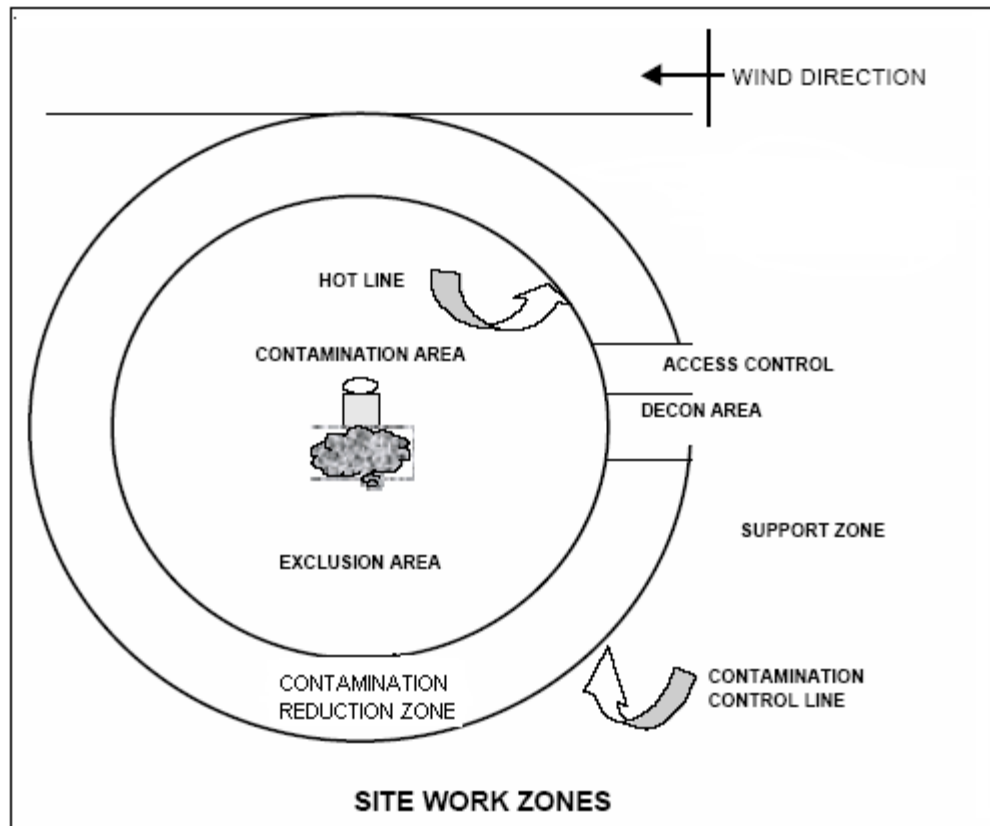 WIND DIRECTION
HOT LINE
CONTAMINATION AREA
ACCESS CONTROL
DECON AREA
SUPPORT ZONE
EXCLUSION AREA
CONTAMINATION
REDUCTION ZONE
CONTAMINATION
CONTROL LINE
SITE WORK ZONES